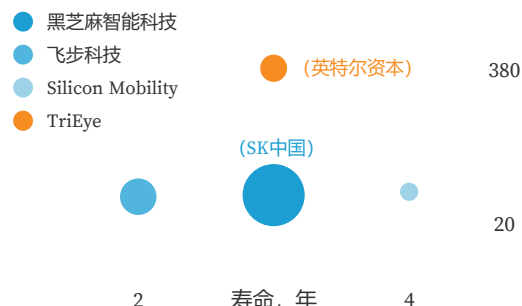 黑芝麻智能科技
飞步科技
Silicon Mobility
TriEye
（英特尔资本）
380
（SK中国）
20
2
寿命，年
4